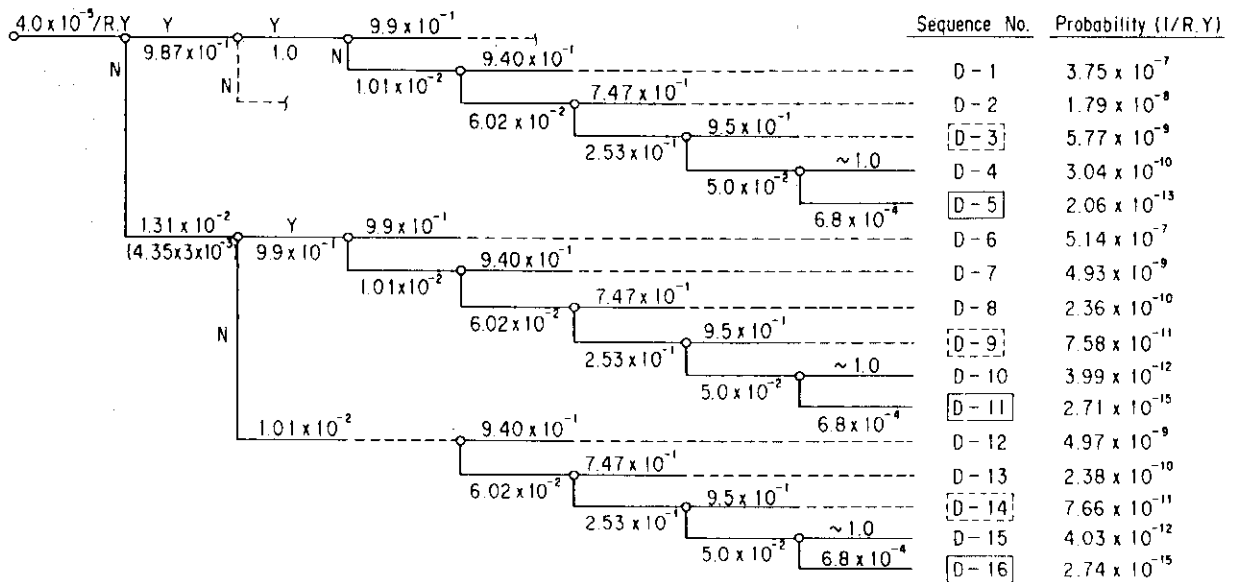 4.0 x 10⁻⁵/R.Y Y Y 9.9 x 10⁻¹ Sequence No. Probability (1/R.Y)
N 9.87 x 10⁻¹ 1.0 N 9.40 x 10⁻¹ D - 1 3.75 x 10⁻⁷
N 1.01 x 10⁻² 7.47 x 10⁻¹ D - 2 1.79 x 10⁻⁸
6.02 x 10⁻² 9.5 x 10⁻¹ D - 3 5.77 x 10⁻⁹
2.53 x 10⁻¹ ~ 1.0 D - 4 3.04 x 10⁻¹⁰
5.0 x 10⁻² D - 5 2.06 x 10⁻¹³
6.8 x 10⁻⁴
1.31 x 10⁻² Y 9.9 x 10⁻¹ D - 6 5.14 x 10⁻⁷
(4.35x3x10⁻³) 9.9 x 10⁻¹ 9.40 x 10⁻¹ D - 7 4.93 x 10⁻⁹
1.01 x 10⁻² 7.47 x 10⁻¹ D - 8 2.36 x 10⁻¹⁰
N 6.02 x 10⁻² 9.5 x 10⁻¹ D - 9 7.58 x 10⁻¹¹
2.53 x 10⁻¹ ~ 1.0 D - 10 3.99 x 10⁻¹²
5.0 x 10⁻² D - 11 2.71 x 10⁻¹⁵
6.8 x 10⁻⁴
1.01 x 10⁻² 9.40 x 10⁻¹ D - 12 4.97 x 10⁻⁹
7.47 x 10⁻¹ D - 13 2.38 x 10⁻¹⁰
6.02 x 10⁻² 9.5 x 10⁻¹ D - 14 7.66 x 10⁻¹¹
2.53 x 10⁻¹ ~ 1.0 D - 15 4.03 x 10⁻¹²
5.0 x 10⁻² 6.8 x 10⁻⁴ D - 16 2.74 x 10⁻¹⁵